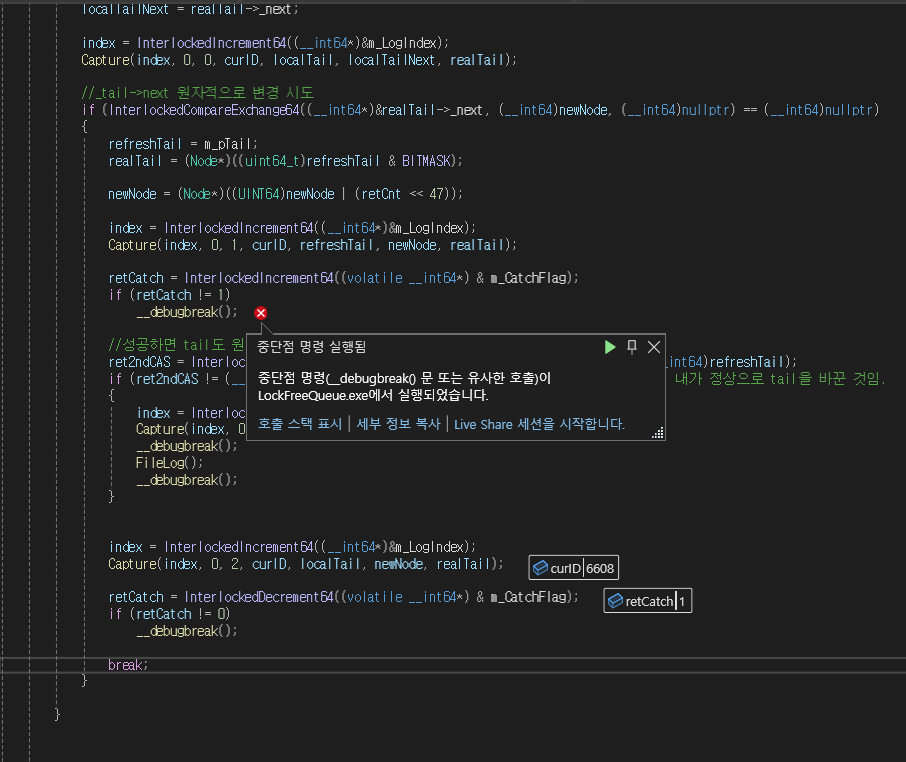 localTailNext = realTail->_next;
index = InterlockedIncrement64((__int64*)&m_LogIndex);
Capture(index, 0, 0, curID, localTail, localTailNext, realTail);
//_tail->next 원자적으로 변경 시도
if (InterlockedCompareExchange64((__int64*)&realTail->_next, (__int64)newNode, (__int64)nullptr) == (__int64)nullptr)
{
refreshTail = m_pTail;
realTail = (Node*)((uint64_t)refreshTail & BITMASK);
newNode = (Node*)((UINT64)newNode | (retCnt << 47));
index = InterlockedIncrement64((__int64*)&m_LogIndex);
Capture(index, 0, 1, curID, refreshTail, newNode, realTail);
retCatch = InterlockedIncrement64((volatile __int64*) & m_CatchFlag);
if (retCatch != 1)
__debugbreak();
//성공하면 tail도 원
중단점 명령 실행됨
ret2ndCAS = Interloc
int64)refreshTail);
if (ret2ndCAS != (__
내가 정상으로 tail을 바꾼 것임.
중단점 명령(__debugbreak() 문 또는 유사한 호출)이
LockFreeQueue.exe에서 실행되었습니다.
호출 스택 표시 | 세부 정보 복사 | Live Share 세션을 시작합니다.
{
index = Interloc
Capture(index, 0
__debugbreak();
FileLog();
__debugbreak();
}
index = InterlockedIncrement64((__int64*)&m_LogIndex);
Capture(index, 0, 2, curID, localTail, newNode, realTail);
curID 6608
retCatch = InterlockedDecrement64((volatile __int64*) & m_CatchFlag);
retCatch 1
if (retCatch != 0)
__debugbreak();
break;
}
}